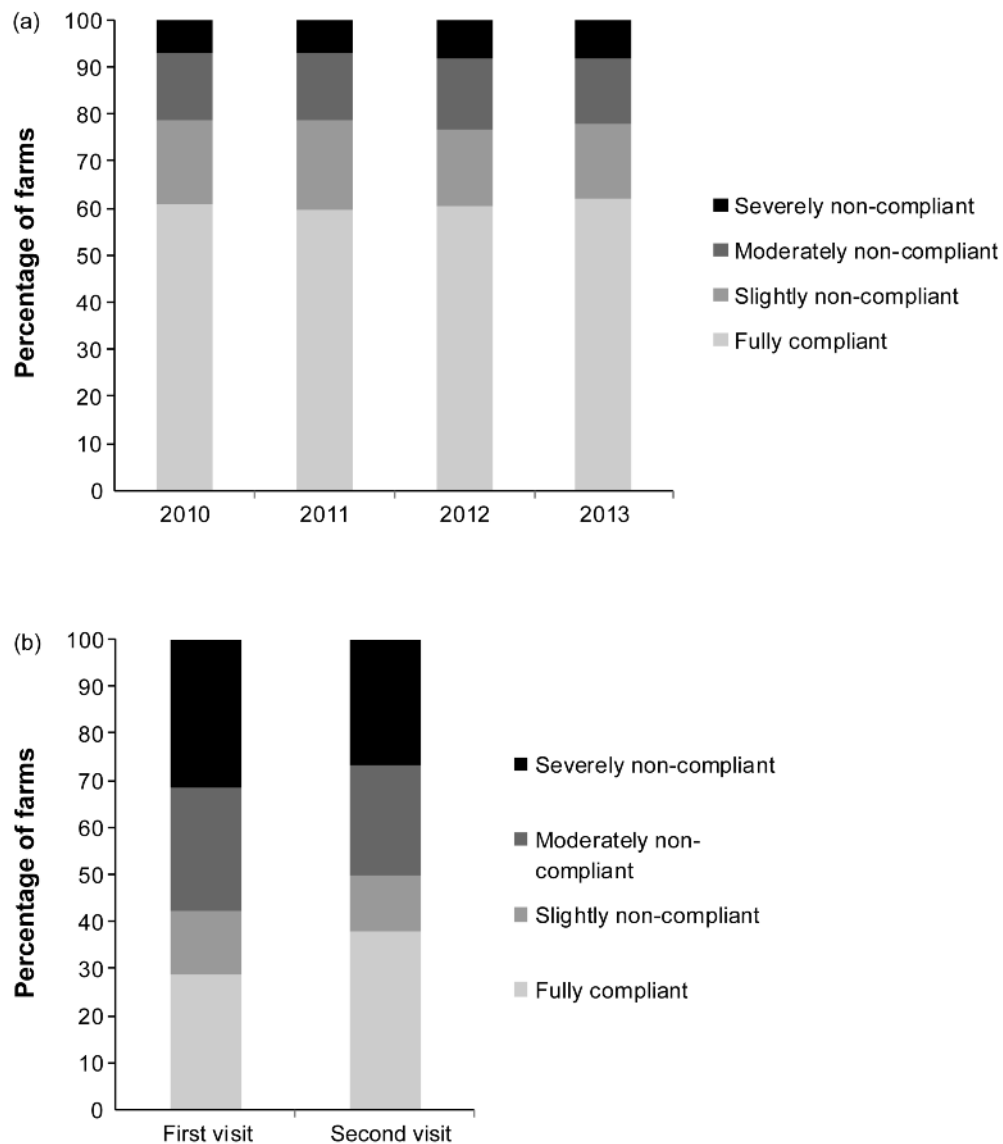 (a)
100
90
80
70
60
50
40
30
20
10
0
Percentage of farms
2010 2011 2012 2013
Severely non-compliant
Moderately non-compliant
Slightly non-compliant
Fully compliant
(b)
100
90
80
70
60
50
40
30
20
10
0
Percentage of farms
First visit Second visit
Severely non-compliant
Moderately non-
compliant
Slightly non-compliant
Fully compliant